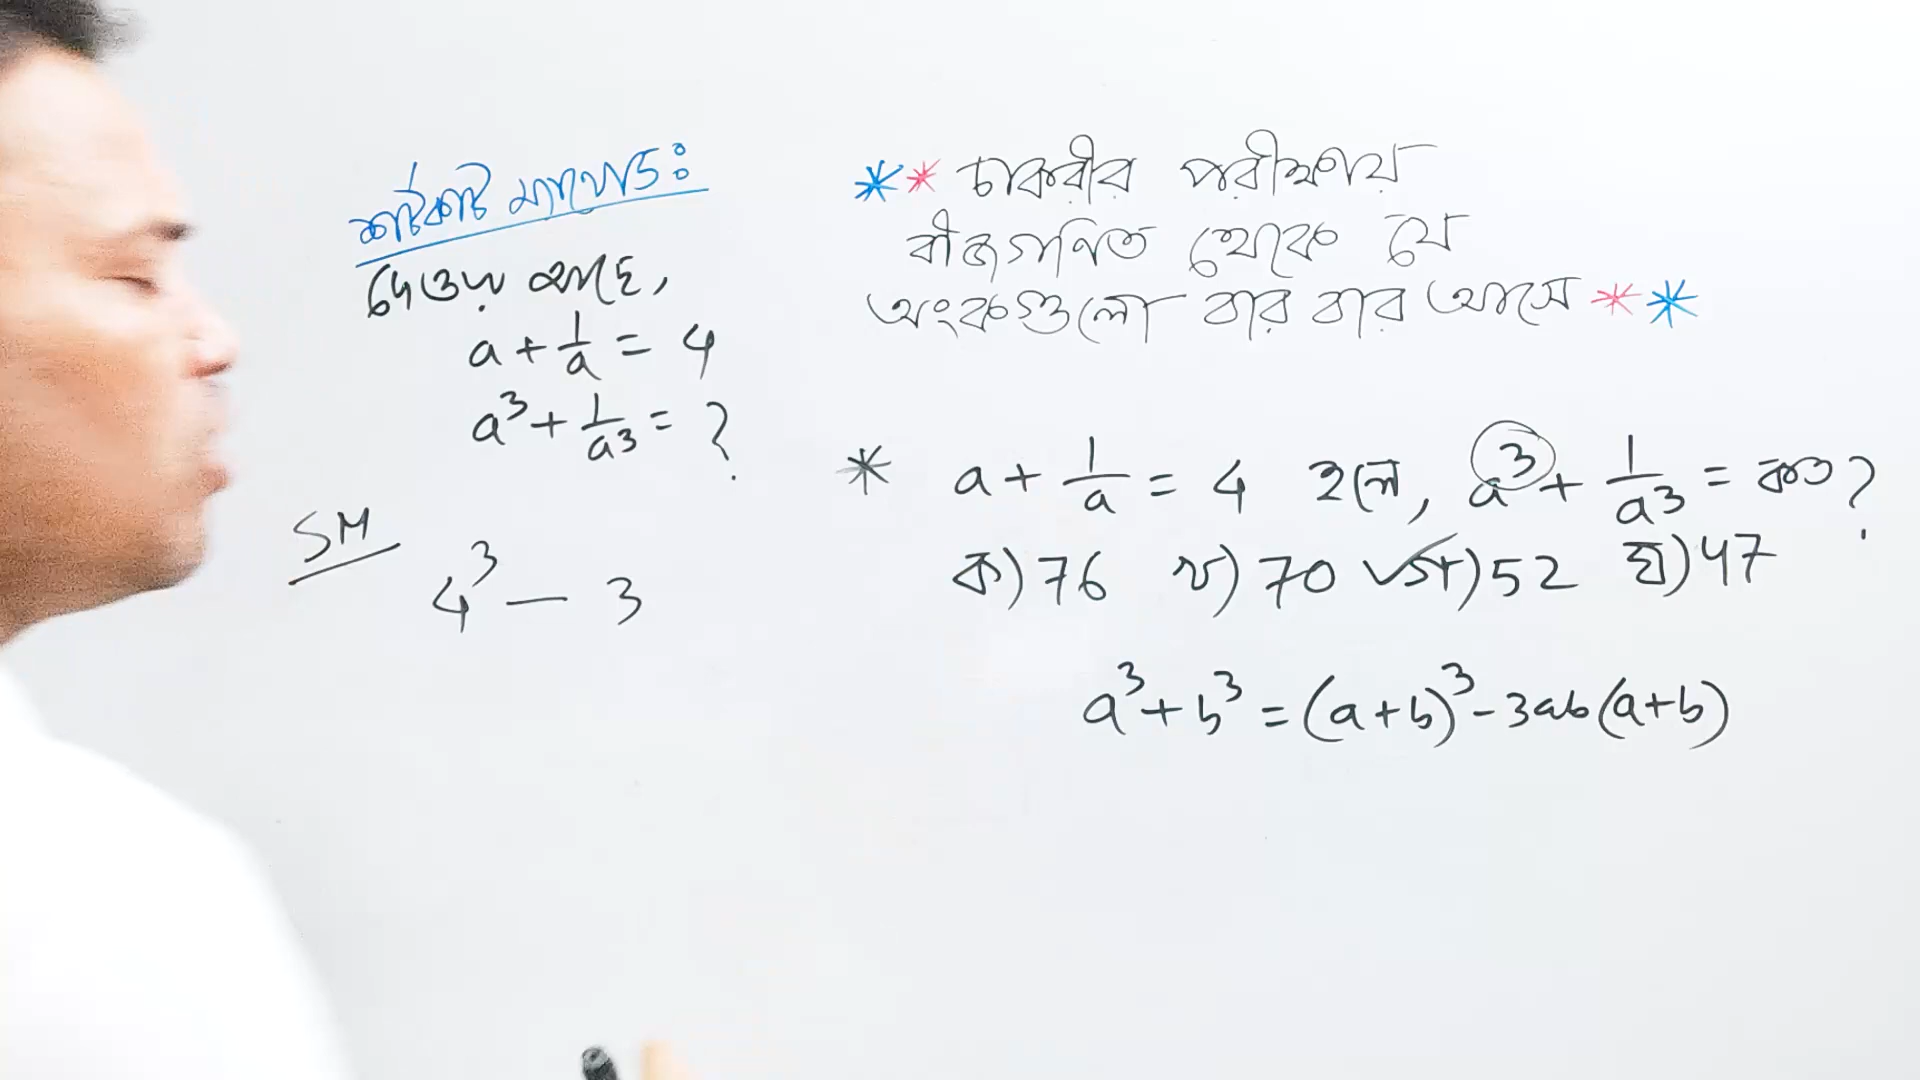 শর্টকাট ম্যাথোড:
দেওয়া আছে,
a + 1/a = 4
a³ + 1/a³ = ?
SM
4³ — 3
** চাকরীর পরীক্ষায়
বীজগণিত থেকে যে
অংকগুলো বার বার আসে **
* a + 1/a = 4 হলে, a³ + 1/a³ = কত?
ক) 76 খ) 70 ✓গ) 52 ঘ) 47
a³ + b³ = (a+b)³ - 3ab(a+b)